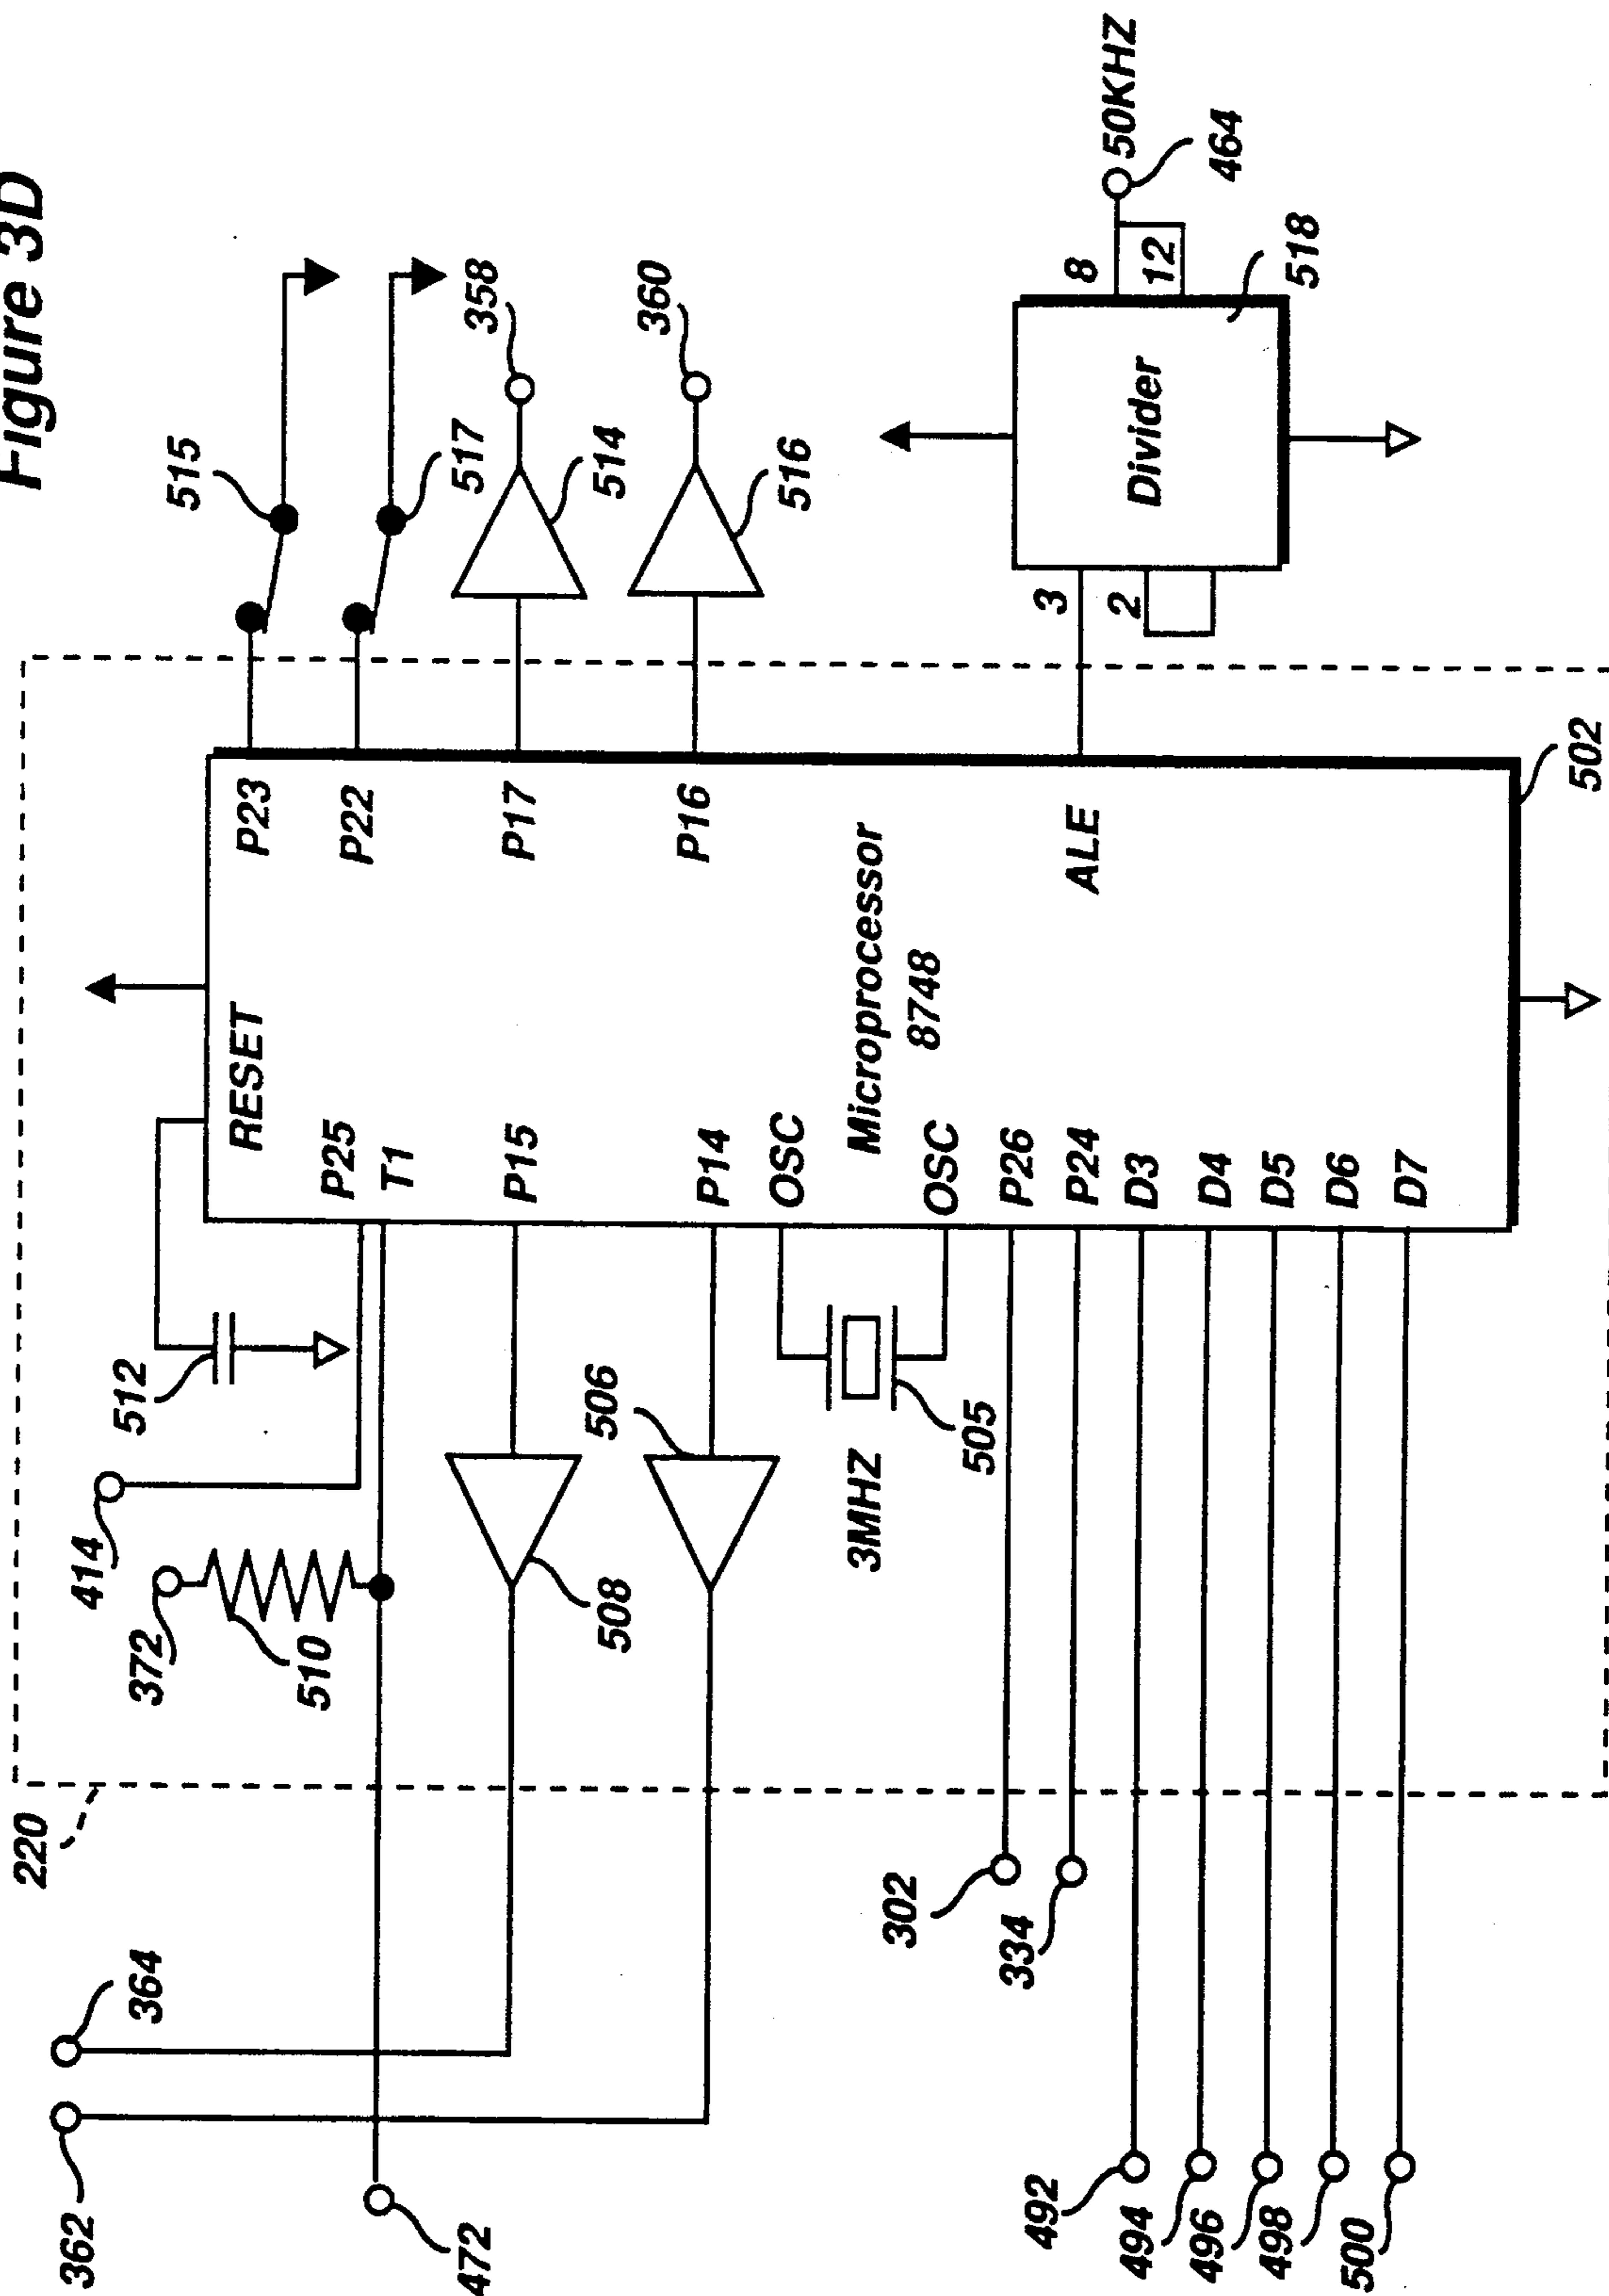 Figure 3D
220
362
364
472
414
372
510
512
515
517
358
514
360
516
508
506
RESET
P25
T1
P15
P14
OSC
OSC
P26
P24
D3
D4
D5
D6
D7
P23
P22
P17
P16
ALE
Microprocessor
8748
502
3MHZ
505
302
334
492
494
496
498
500
3
2
Divider
8
12
50KHZ
464
518